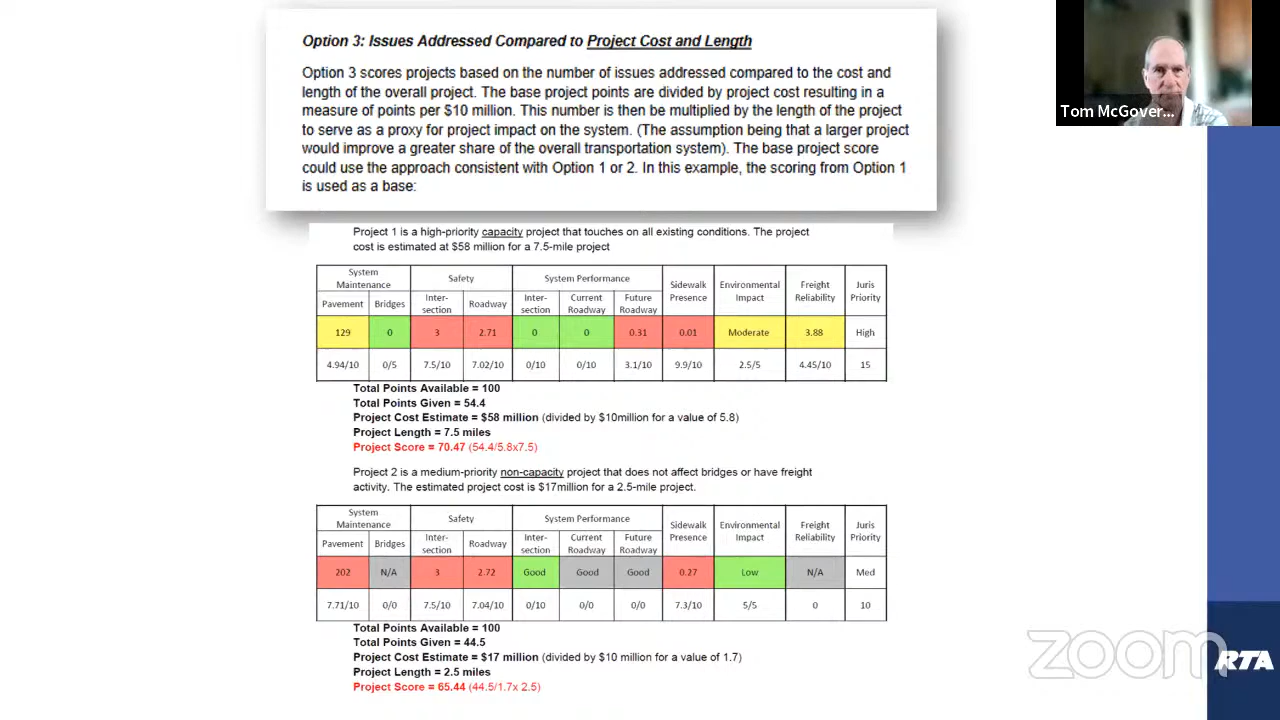 Option 3: Issues Addressed Compared to Project Cost and Length
Option 3 scores projects based on the number of issues addressed compared to the cost and
length of the overall project. The base project points are divided by project cost resulting in a
measure of points per $10 million. This number is then be multiplied by the length of the project
to serve as a proxy for project impact on the system. (The assumption being that a larger project
would improve a greater share of the overall transportation system). The base project score
could use the approach consistent with Option 1 or 2. In this example, the scoring from Option 1
is used as a base:
Tom McGover...
Project 1 is a high-priority capacity project that touches on all existing conditions. The project
cost is estimated at $58 million for a 7.5-mile project
System Maintenance Safety System Performance Sidewalk Presence Environmental Impact Freight Reliability Juris Priority
Pavement Bridges Inter-section Roadway Inter-section Current Roadway Future Roadway
129 0 3 2.71 0 0 0.31 0.01 Moderate 3.88 High
4.94/10 0/5 7.5/10 7.02/10 0/10 0/10 3.1/10 9.9/10 2.5/5 4.45/10 15
Total Points Available = 100
Total Points Given = 54.4
Project Cost Estimate = $58 million (divided by $10million for a value of 5.8)
Project Length = 7.5 miles
Project Score = 70.47 (54.4/5.8x7.5)
Project 2 is a medium-priority non-capacity project that does not affect bridges or have freight
activity. The estimated project cost is $17million for a 2.5-mile project.
System Maintenance Safety System Performance Sidewalk Presence Environmental Impact Freight Reliability Juris Priority
Pavement Bridges Inter-section Roadway Inter-section Current Roadway Future Roadway
202 N/A 3 2.72 Good Good Good 0.27 Low N/A Med
7.71/10 0/0 7.5/10 7.04/10 0/10 0/0 0/0 7.3/10 5/5 0 10
Total Points Available = 100
Total Points Given = 44.5
Project Cost Estimate = $17 million (divided by $10 million for a value of 1.7)
Project Length = 2.5 miles
Project Score = 65.44 (44.5/1.7x 2.5)
zoom
RTA